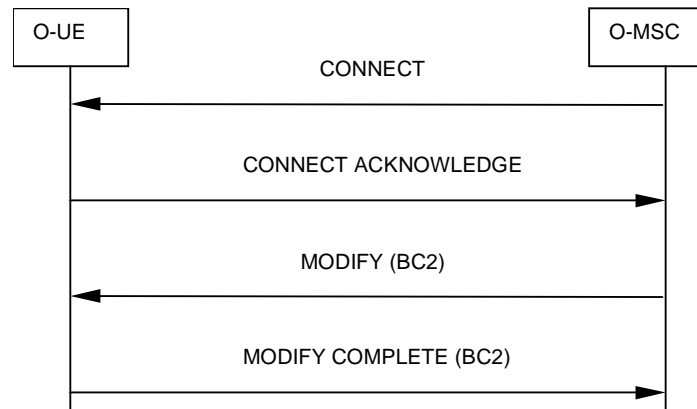 O-UE
O-MSC
CONNECT
CONNECT ACKNOWLEDGE
MODIFY (BC2)
MODIFY COMPLETE (BC2)